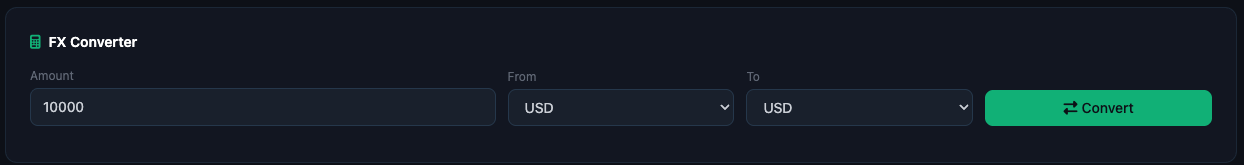 FX Converter
Amount
From
To
10000
USD
USD
Convert